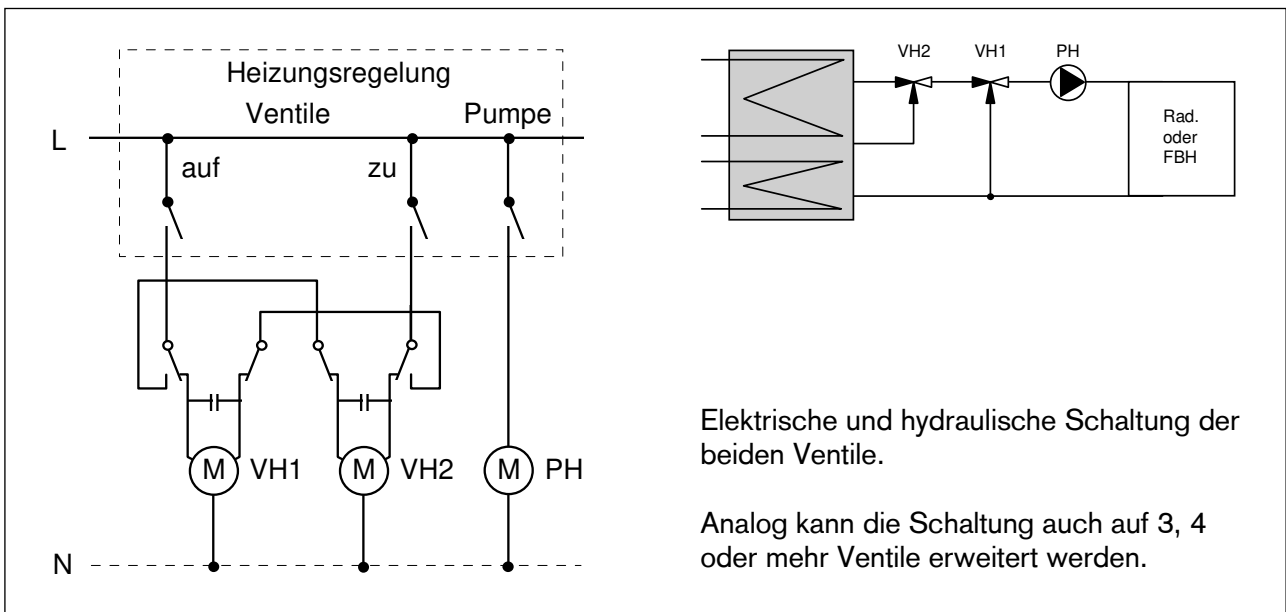 Heizungsregelung
Ventile
Pumpe
L
auf
zu
M
VH1
M
VH2
M
PH
N
VH2
VH1
PH
Rad.
oder
FBH
Elektrische und hydraulische Schaltung der
beiden Ventile.
Analog kann die Schaltung auch auf 3, 4
oder mehr Ventile erweitert werden.